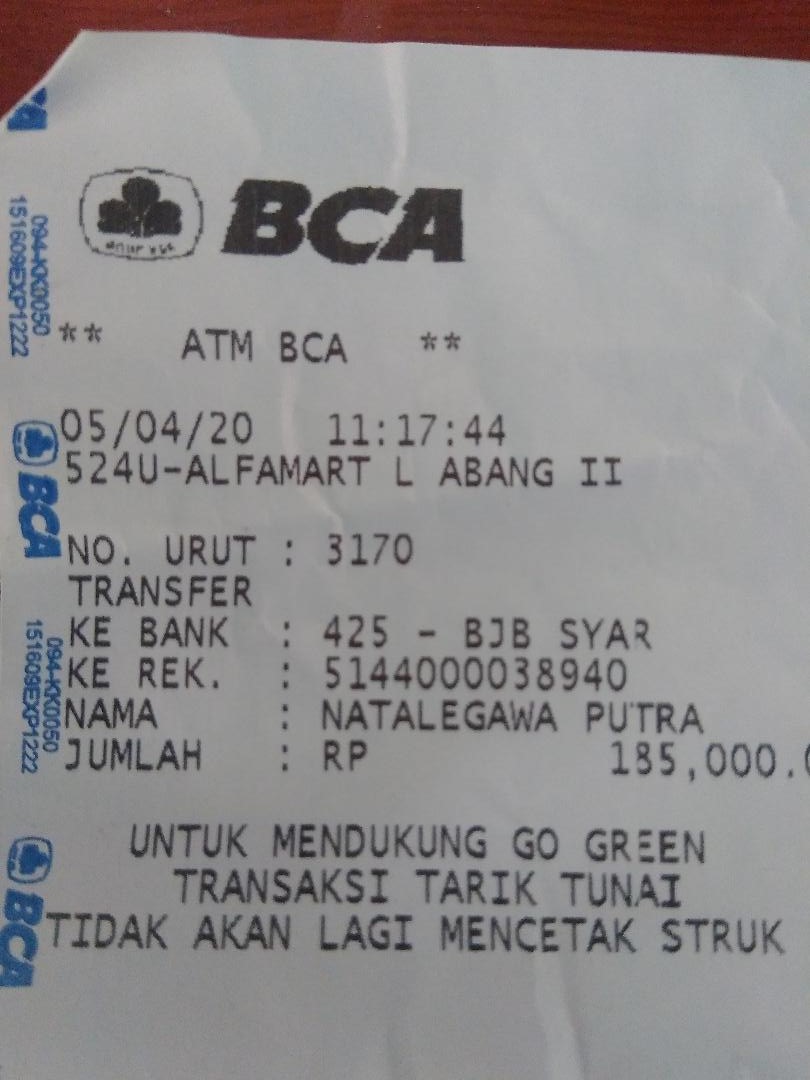 BCA
** ATM BCA **
05/04/20 11:17:44
524U-ALFAMART L ABANG II
NO. URUT : 3170
TRANSFER
KE BANK : 425 - BJB SYAR
KE REK. : 5144000038940
NAMA : NATALEGAWA PUTRA
JUMLAH : RP 185,000.0
UNTUK MENDUKUNG GO GREEN
TRANSAKSI TARIK TUNAI
TIDAK AKAN LAGI MENCETAK STRUK
094-KK0050
151609EXP1222
BCA
094-KK0050
151609EXP1222
BCA